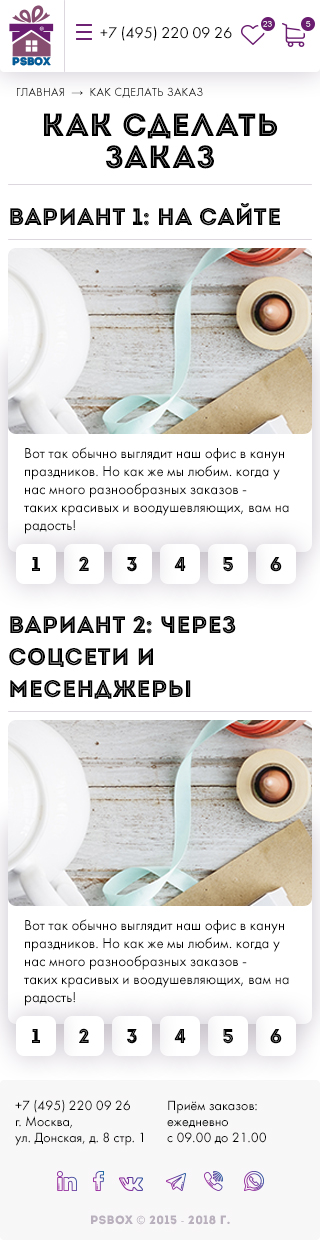 PSBOX
+7 (495) 220 09 26
23
5
ГЛАВНАЯ → КАК СДЕЛАТЬ ЗАКАЗ
КАК СДЕЛАТЬ
ЗАКАЗ
ВАРИАНТ 1: НА САЙТЕ
Вот так обычно выглядит наш офис в канун
праздников. Но как же мы любим. когда у
нас много разнообразных заказов -
таких красивых и воодушевляющих, вам на
радость!
1 2 3 4 5 6
ВАРИАНТ 2: ЧЕРЕЗ
СОЦСЕТИ И
МЕСЕНДЖЕРЫ
Вот так обычно выглядит наш офис в канун
праздников. Но как же мы любим. когда у
нас много разнообразных заказов -
таких красивых и воодушевляющих, вам на
радость!
1 2 3 4 5 6
+7 (495) 220 09 26
г. Москва,
ул. Донская, д. 8 стр. 1
Приём заказов:
ежедневно
с 09.00 до 21.00
PSBOX © 2015 - 2018 Г.